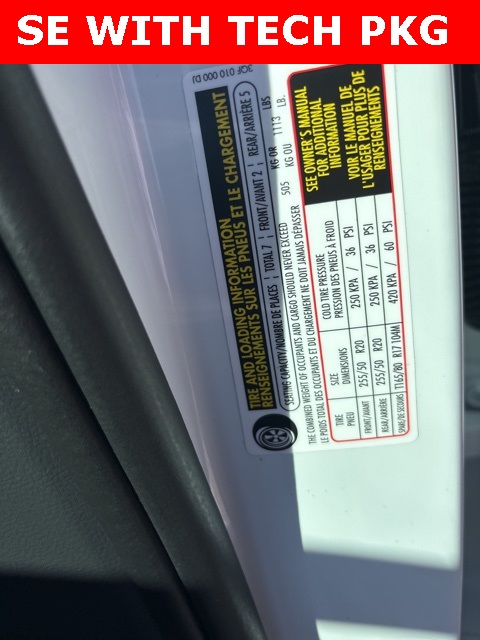 SE WITH TECH PKG
3QF 010 000 DJ
TIRE AND LOADING INFORMATION
RENSEIGNEMENTS SUR LES PNEUS ET LE CHARGEMENT
SEATING CAPACITY/NOMBRE DE PLACES TOTAL 7 FRONT/AVANT 2 REAR/ARRIÈRE 5
THE COMBINED WEIGHT OF OCCUPANTS AND CARGO SHOULD NEVER EXCEED 505 KG OR 1113 LBS
LE POIDS TOTAL DES OCCUPANTS ET DU CHARGEMENT NE DOIT JAMAIS DÉPASSER KG OU LB.
TIRE SIZE COLD TIRE PRESSURE
PNEU DIMENSIONS PRESSION DES PNEUS À FROID
FRONT/AVANT 255/50 R20 250 KPA / 36 PSI
REAR/ARRIÈRE 255/50 R20 250 KPA / 36 PSI
SPARE/DE SECOURS T165/80 R17 104M 420 KPA / 60 PSI
SEE OWNER'S MANUAL
FOR ADDITIONAL
INFORMATION
VOIR LE MANUEL DE
L'USAGER POUR PLUS DE
RENSEIGNEMENTS